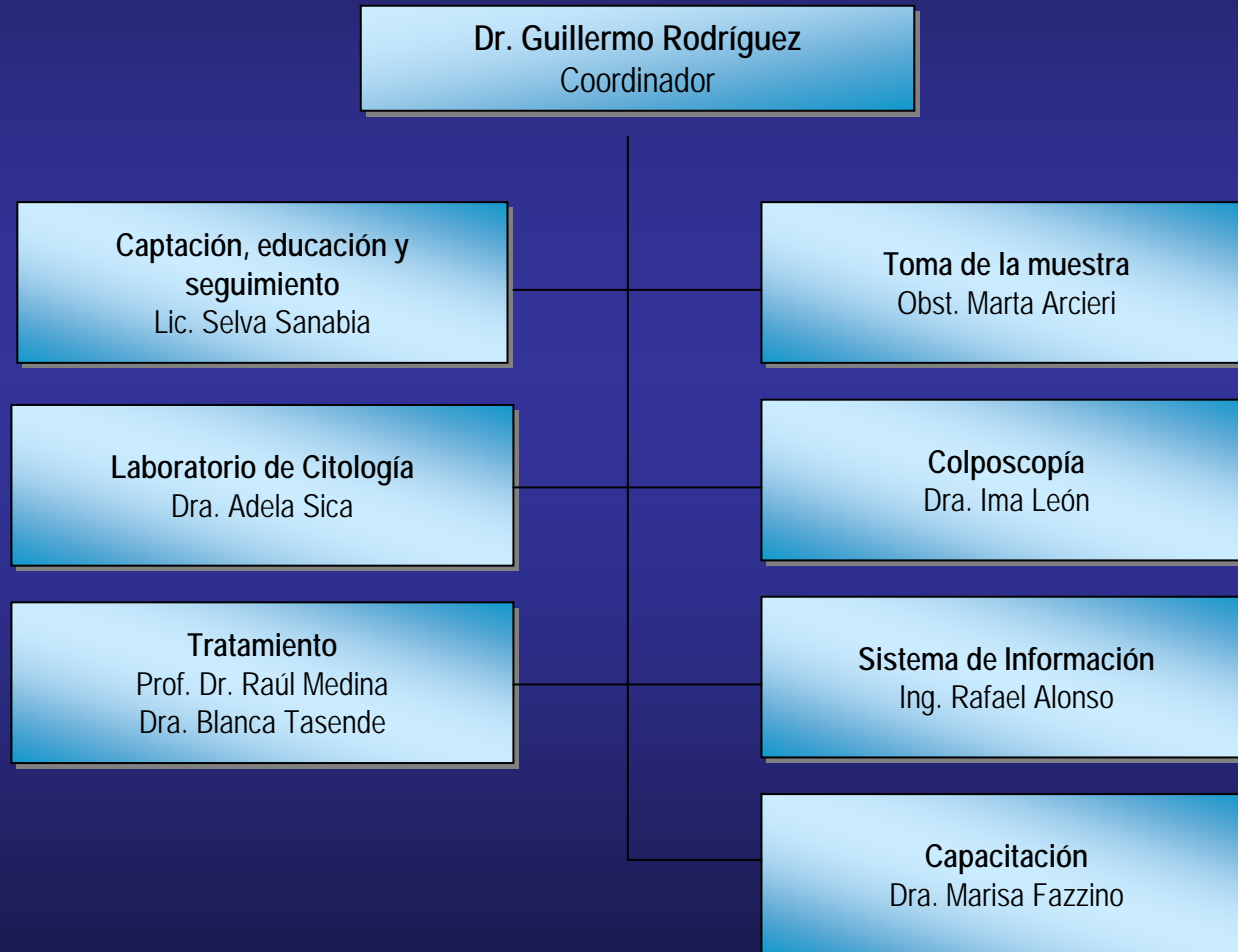 Dr. Guillermo Rodríguez
Coordinador
Captación, educación y
seguimiento
Lic. Selva Sanabia
Toma de la muestra
Obst. Marta Arcieri
Laboratorio de Citología
Dra. Adela Sica
Colposcopía
Dra. Ima León
Tratamiento
Prof. Dr. Raúl Medina
Dra. Blanca Tasende
Sistema de Información
Ing. Rafael Alonso
Capacitación
Dra. Marisa Fazzino